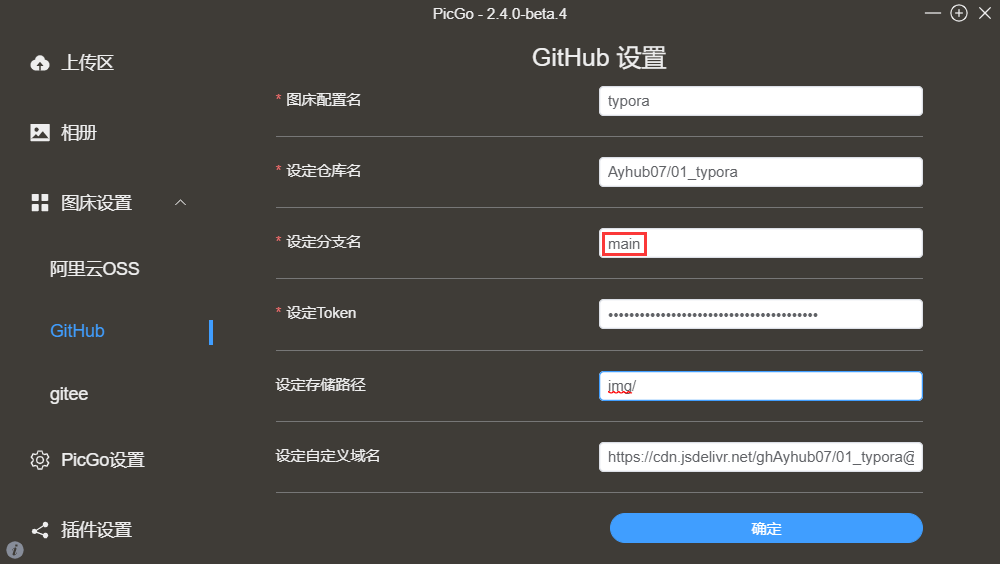 PicGo - 2.4.0-beta.4
上传区
相册
图床设置
阿里云OSS
GitHub
gitee
PicGo设置
插件设置
GitHub 设置
* 图床配置名
typora
* 设定仓库名
Ayhub07/01_typora
* 设定分支名
main
* 设定Token
••••••••••••••••••••••••••••••••••••••••
设定存储路径
img/
设定自定义域名
https://cdn.jsdelivr.net/ghAyhub07/01_typora@
确定